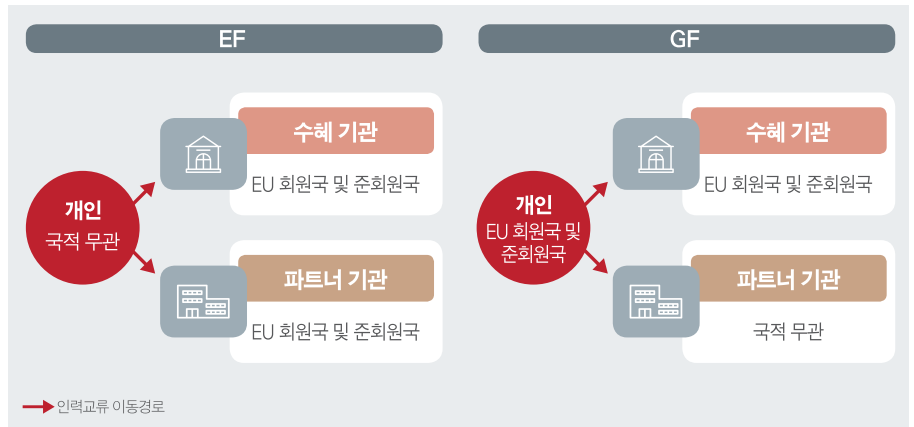 EF
수혜 기관
EU 회원국 및 준회원국
개인
국적 무관
파트너 기관
EU 회원국 및 준회원국
GF
수혜 기관
EU 회원국 및 준회원국
개인
EU 회원국 및
준회원국
파트너 기관
국적 무관
인력교류 이동경로